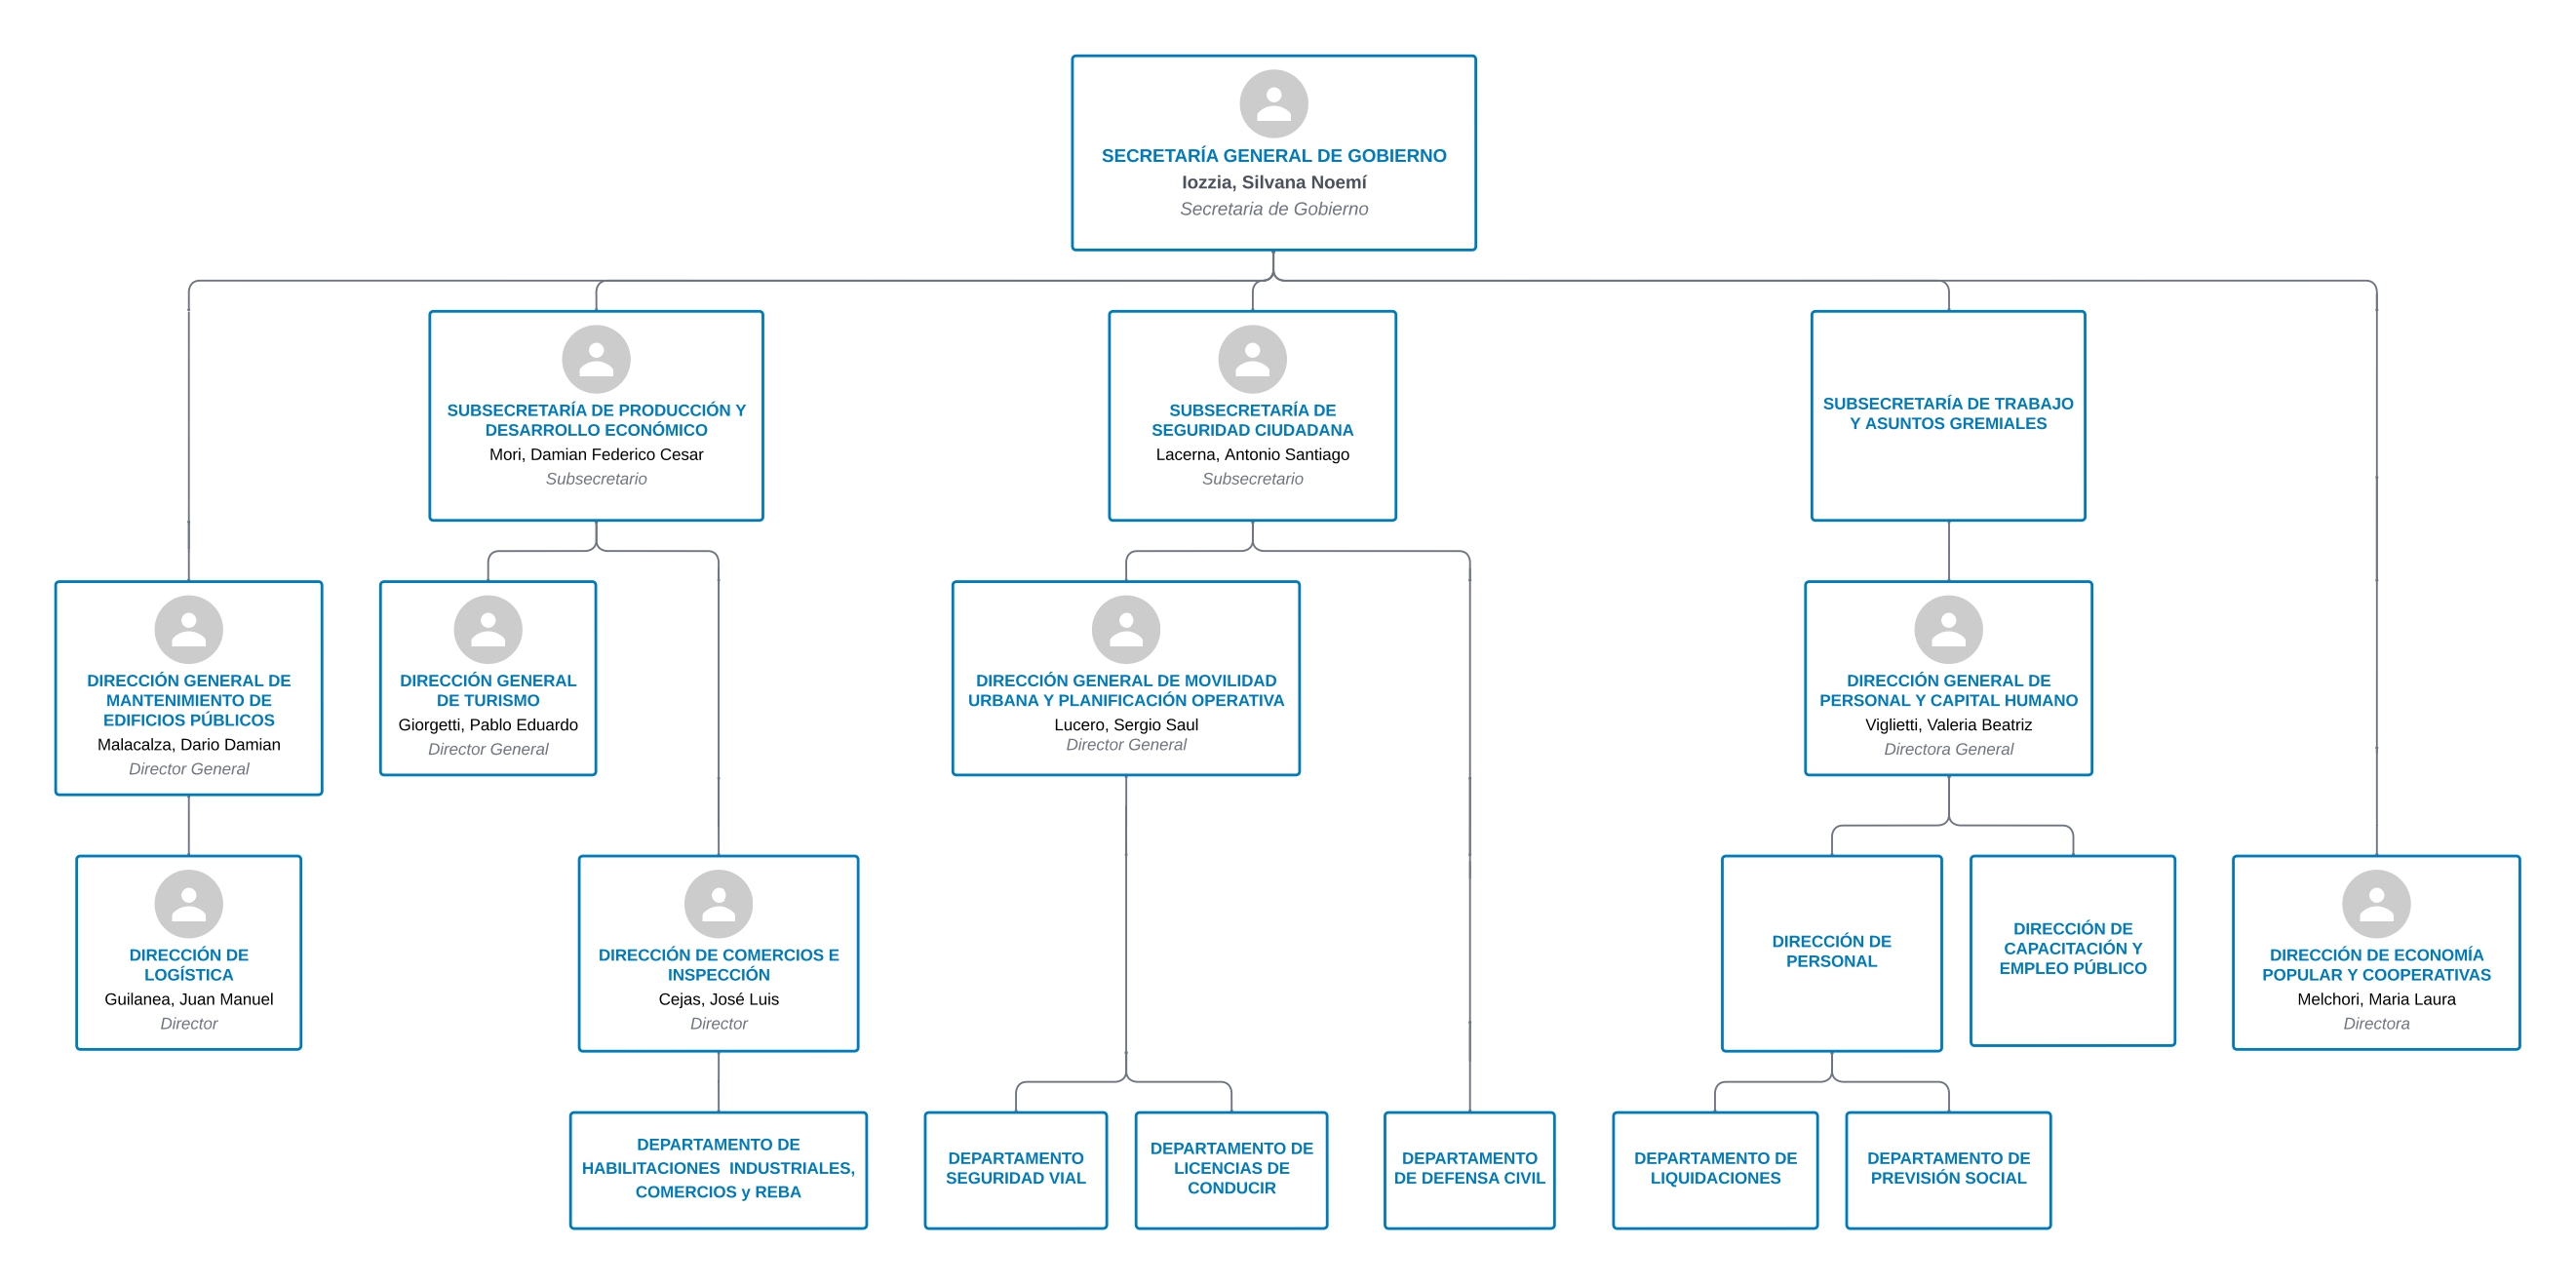 SECRETARÍA GENERAL DE GOBIERNO
Iozzia, Silvana Noemí
Secretaria de Gobierno
SUBSECRETARÍA DE PRODUCCIÓN Y
DESARROLLO ECONÓMICO
Mori, Damian Federico Cesar
Subsecretario
SUBSECRETARÍA DE
SEGURIDAD CIUDADANA
Lacerna, Antonio Santiago
Subsecretario
SUBSECRETARÍA DE TRABAJO
Y ASUNTOS GREMIALES
DIRECCIÓN GENERAL DE
MANTENIMIENTO DE
EDIFICIOS PÚBLICOS
Malacalza, Dario Damian
Director General
DIRECCIÓN GENERAL
DE TURISMO
Giorgetti, Pablo Eduardo
Director General
DIRECCIÓN GENERAL DE MOVILIDAD
URBANA Y PLANIFICACIÓN OPERATIVA
Lucero, Sergio Saul
Director General
DIRECCIÓN GENERAL DE
PERSONAL Y CAPITAL HUMANO
Viglietti, Valeria Beatriz
Directora General
DIRECCIÓN DE
LOGÍSTICA
Guilanea, Juan Manuel
Director
DIRECCIÓN DE COMERCIOS E
INSPECCIÓN
Cejas, José Luis
Director
DIRECCIÓN DE
PERSONAL
DIRECCIÓN DE
CAPACITACIÓN Y
EMPLEO PÚBLICO
DIRECCIÓN DE ECONOMÍA
POPULAR Y COOPERATIVAS
Melchori, Maria Laura
Directora
DEPARTAMENTO DE
HABILITACIONES  INDUSTRIALES,
COMERCIOS y REBA
DEPARTAMENTO
SEGURIDAD VIAL
DEPARTAMENTO DE
LICENCIAS DE
CONDUCIR
DEPARTAMENTO
DE DEFENSA CIVIL
DEPARTAMENTO DE
LIQUIDACIONES
DEPARTAMENTO DE
PREVISIÓN SOCIAL